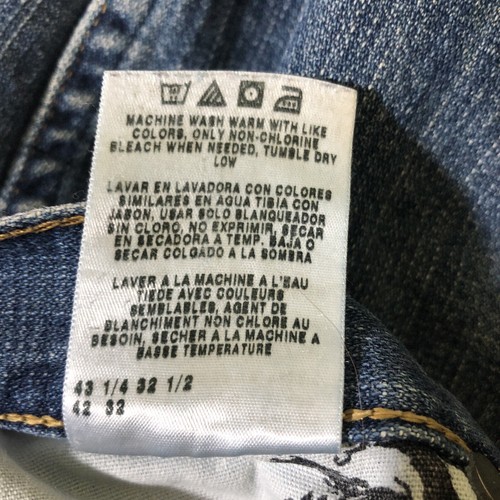 MACHINE WASH WARM WITH LIKE
COLORS, ONLY NON-CHLORINE
BLEACH WHEN NEEDED, TUMBLE DRY
LOW
LAVAR EN LAVADORA CON COLORES
SIMILARES EN AGUA TIBIA CON
JASON, USAR SOLO BLANQUEADOR
SIN CLORO, NO EXPRIMIR, SECAR
EN SECADORA A TEMP. BAJA O
SECAR COLGADO A LA SOMBRA
LAVER A LA MACHINE A L'EAU
TIEDE AVEC COULEURS
SEMBLABLES, AGENT DE
BLANCHIMENT NON CHLORE AU
BESOIN, SECHER A LA MACHINE A
BASSE TEMPERATURE
43 1/4 32 1/2
42 32